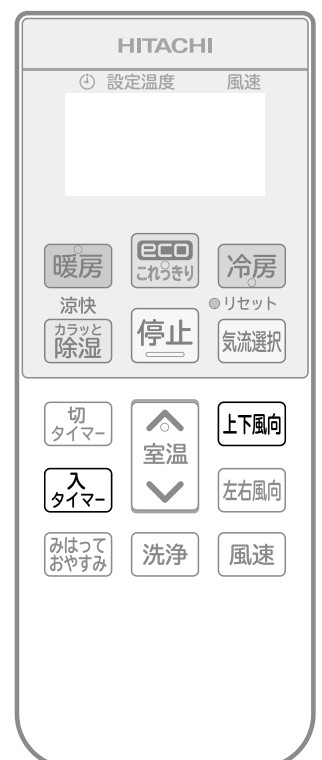 HITACHI
設定温度 風速
暖房
eco
これっきり
冷房
涼快
カラッと
除湿
停止
リセット
気流選択
切
タイマー
室温
上下風向
入
タイマー
左右風向
みはって
おやすみ
洗浄
風速